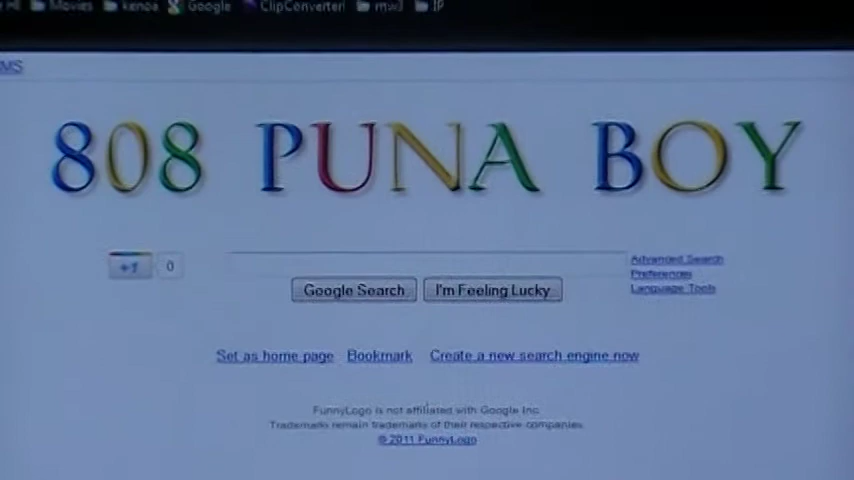 All Movies kenoa Google ClipConverter! mw3 IP
MS
808 PUNA BOY
+1 0
Advanced Search
Preferences
Language Tools
Google Search I'm Feeling Lucky
Set as home page Bookmark Create a new search engine now
FunnyLogo is not affiliated with Google Inc.
Trademarks remain trademarks of their respective companies.
© 2011 FunnyLogo